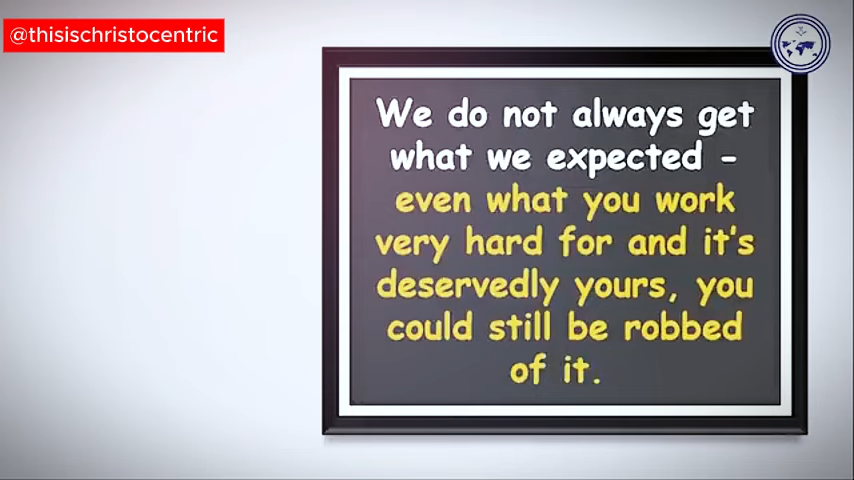 @thisischristocentric
We do not always get
what we expected -
even what you work
very hard for and it's
deservedly yours, you
could still be robbed
of it.